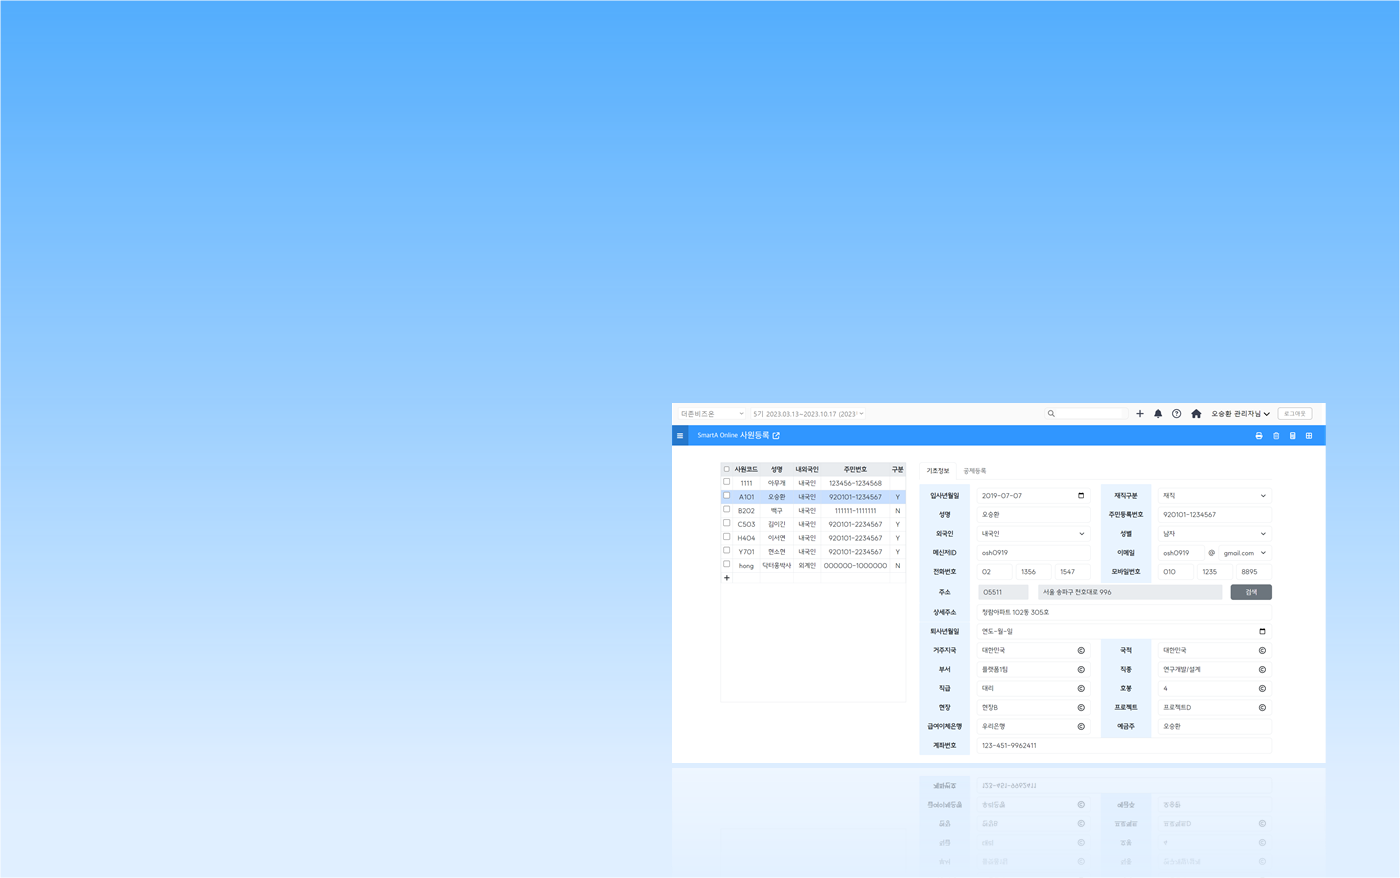 더존비즈온 5기 2023.03.13~2023.10.17 (2023 오승환 관리자님 로그아웃
SmartA Online 사원등록
사원코드 성명 내외국인 주민번호 구분
1111 아무개 내국인 123456-1234568
A101 오승환 내국인 920101-1234567 Y
B202 백구 내국인 111111-1111111 N
C503 김이긴 내국인 920101-2234567 Y
H404 이서연 내국인 920101-2234567 Y
Y701 현소현 내국인 920101-2234567 Y
hong 닥터홍박사 외계인 000000-1000000 N
+
기초정보 공제등록
입사년월일 2019-07-07 재직구분 재직
성명 오승환 주민등록번호 920101-1234567
외국인 내국인 성별 남자
메신저ID osh0919 이메일 osh0919 @ gmail.com
전화번호 02 1356 1547 모바일번호 010 1235 8895
주소 05511 서울 송파구 천호대로 996 검색
상세주소 청람아파트 102동 305호
퇴사년월일 연도-월-일
거주지국 대한민국 국적 대한민국
부서 플랫폼1팀 직종 연구개발/설계
직급 대리 호봉 4
현장 현장B 프로젝트 프로젝트D
급여이체은행 우리은행 예금주 오승환
계좌번호 123-451-9962411